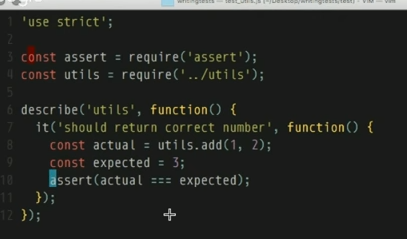 writingtests — test_utils.js (~/Desktop/writingtests/test) — VIM — vim
1 'use strict';
2
3 const assert = require('assert');
4 const utils = require('../utils');
5
6 describe('utils', function() {
7 it('should return correct number', function() {
8 const actual = utils.add(1, 2);
9 const expected = 3;
10 assert(actual === expected);
11 });
12 });